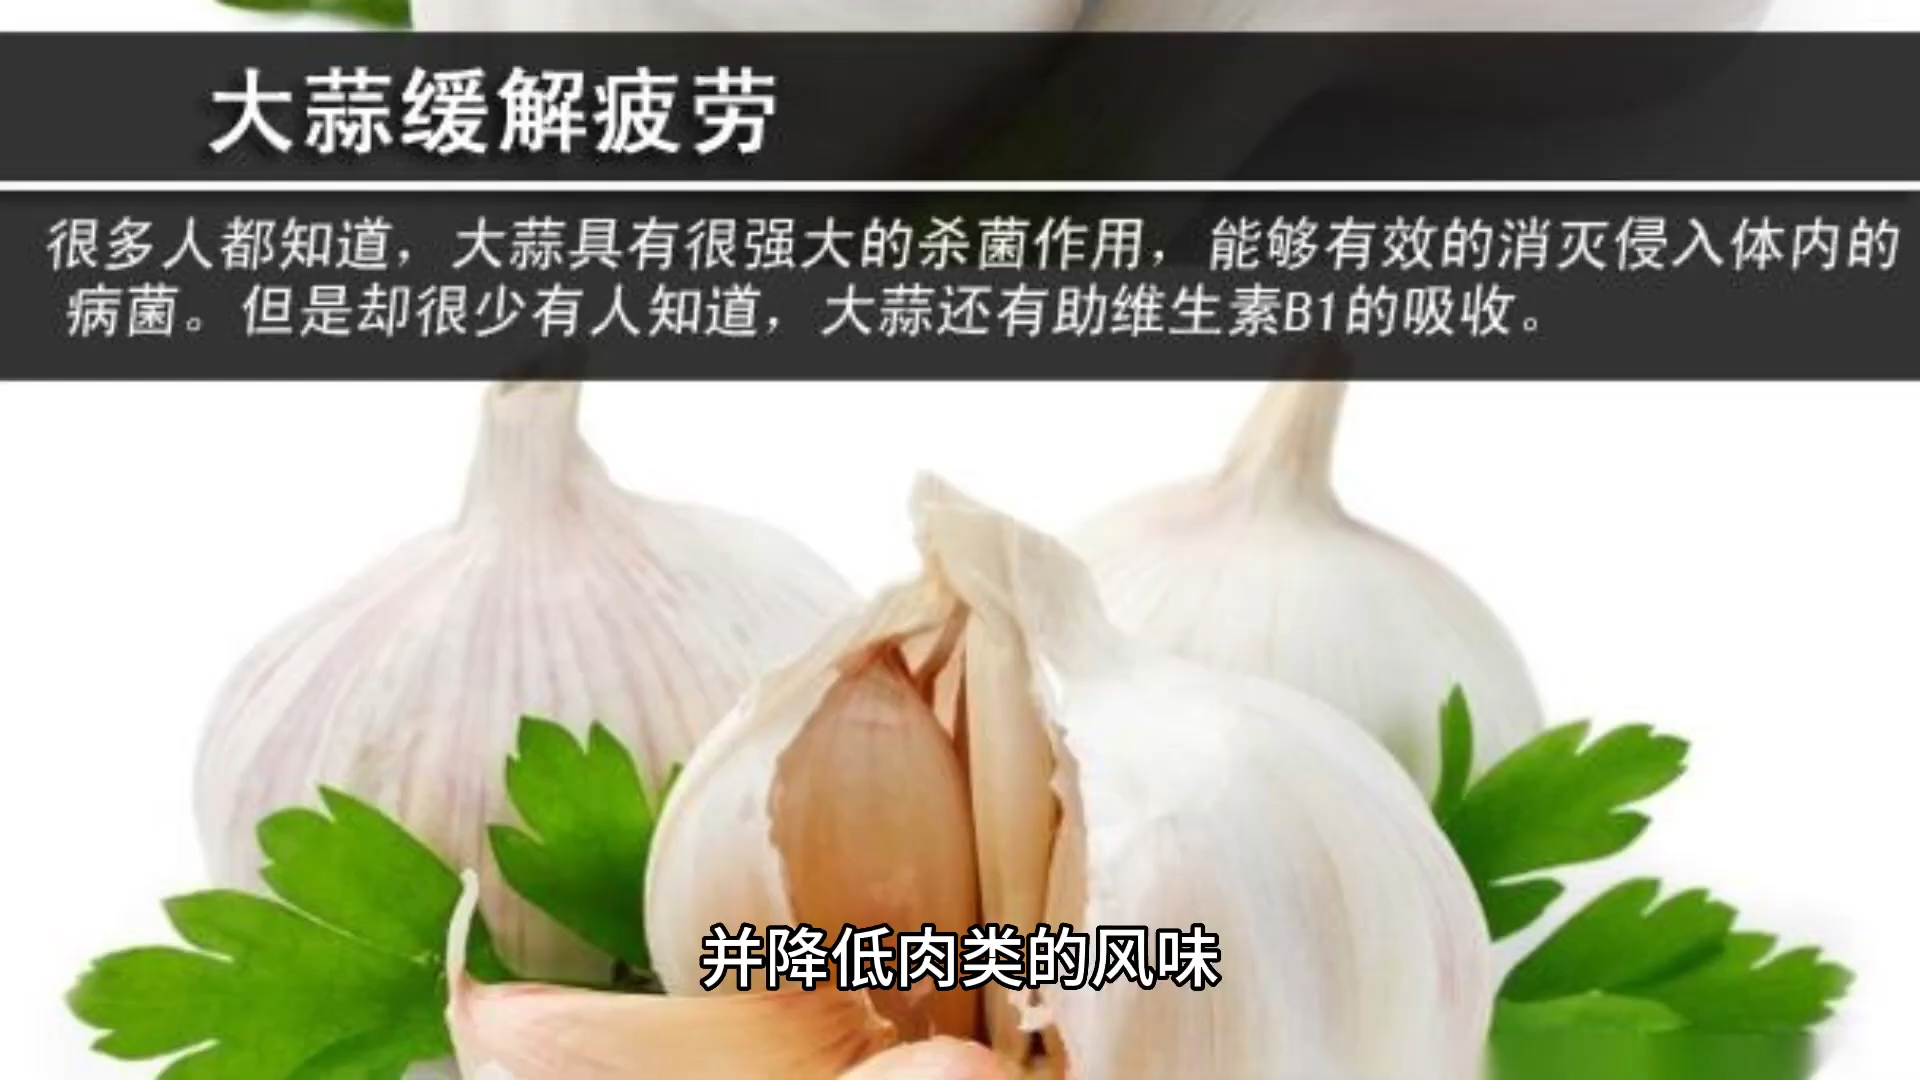 大蒜缓解疲劳
很多人都知道，大蒜具有很强大的杀菌作用，能够有效的消灭侵入体内的
病菌。但是却很少有人知道，大蒜还有助维生素B1的吸收。
并降低肉类的风味